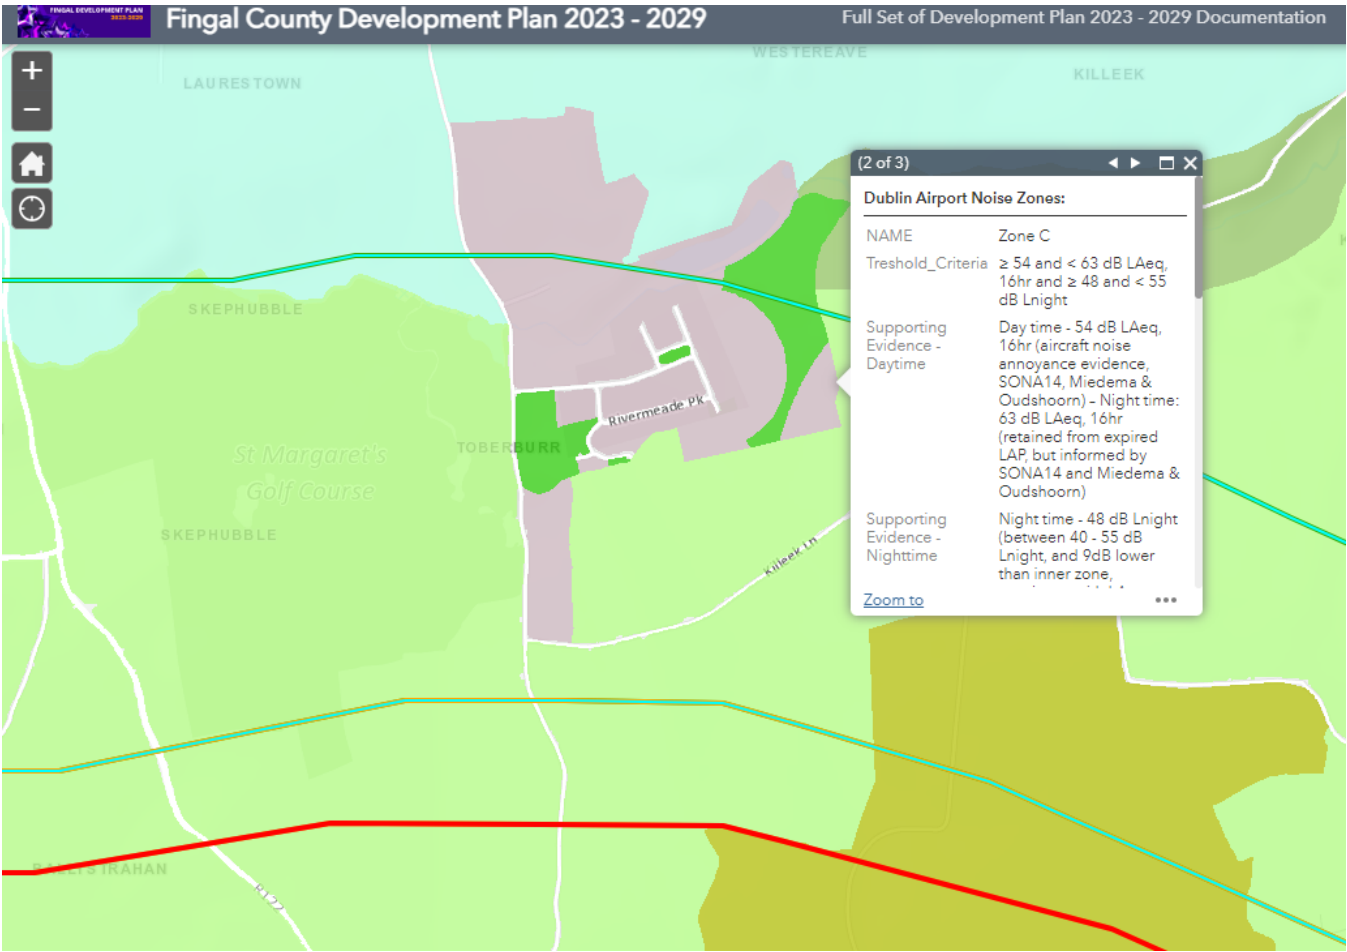 FINGAL DEVELOPMENT PLAN
2023-2029
Fingal County Development Plan 2023 - 2029
Full Set of Development Plan 2023 - 2029 Documentation
+
−
WESTEREAVE
LAURESTOWN
KILLEEK
(2 of 3)
Dublin Airport Noise Zones:
NAME Zone C
Treshold_Criteria ≥ 54 and < 63 dB LAeq,
16hr and ≥ 48 and < 55
dB Lnight
Supporting Day time - 54 dB LAeq,
Evidence - 16hr (aircraft noise
Daytime annoyance evidence,
SONA14, Miedema &
Oudshoorn) – Night time:
63 dB LAeq, 16hr
(retained from expired
LAP, but informed by
SONA14 and Miedema &
Oudshoorn)
Supporting Night time - 48 dB Lnight
Evidence - (between 40 - 55 dB
Nighttime Lnight, and 9dB lower
than inner zone,
Zoom to
SKEPHUBBLE
Rivermeade Pk
TOBERBURR
St Margaret's
Golf Course
SKEPHUBBLE
Killeek Ln
R122